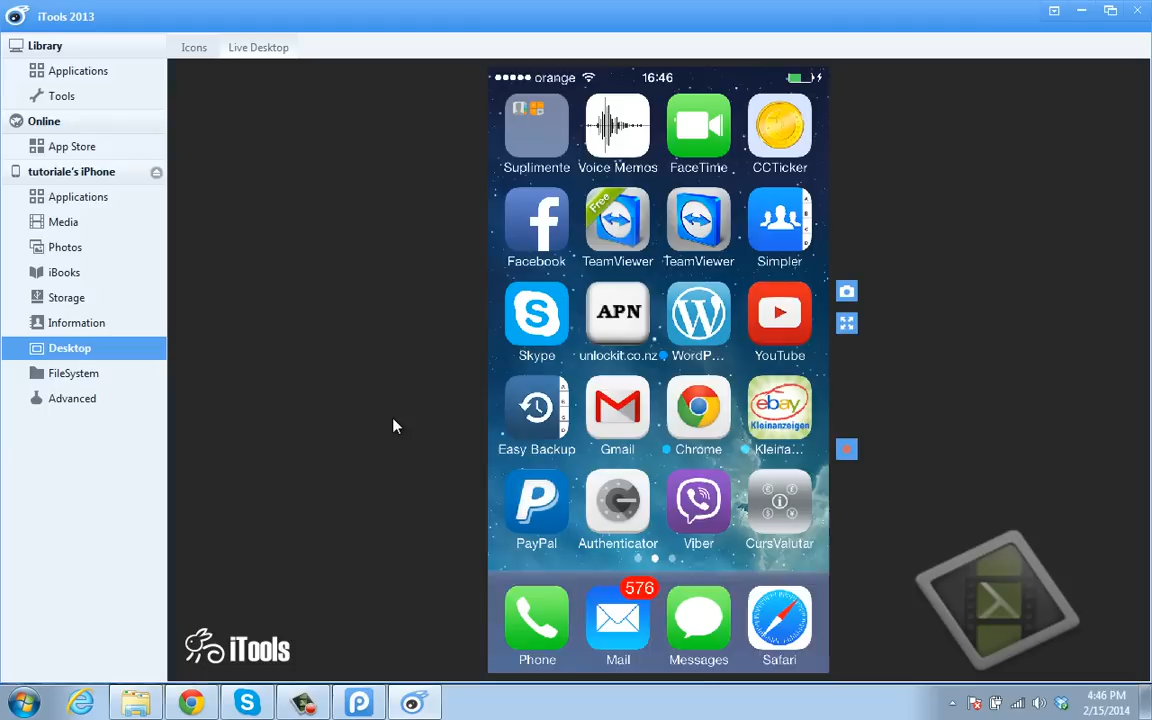 iTools 2013
Library
Applications
Tools
Online
App Store
tutoriale's iPhone
Applications
Media
Photos
iBooks
Storage
Information
Desktop
FileSystem
Advanced
Icons
Live Desktop
orange
16:46
Suplimente
Voice Memos
FaceTime
CCTicker
Facebook
Free
TeamViewer
TeamViewer
Simpler
Skype
APN
unlockit.co.nz
WordP...
YouTube
Easy Backup
Gmail
Chrome
ebay
Kleinanzeigen
Kleina...
PayPal
Authenticator
Viber
CursValutar
576
Phone
Mail
Messages
Safari
iTools
4:46 PM
2/15/2014